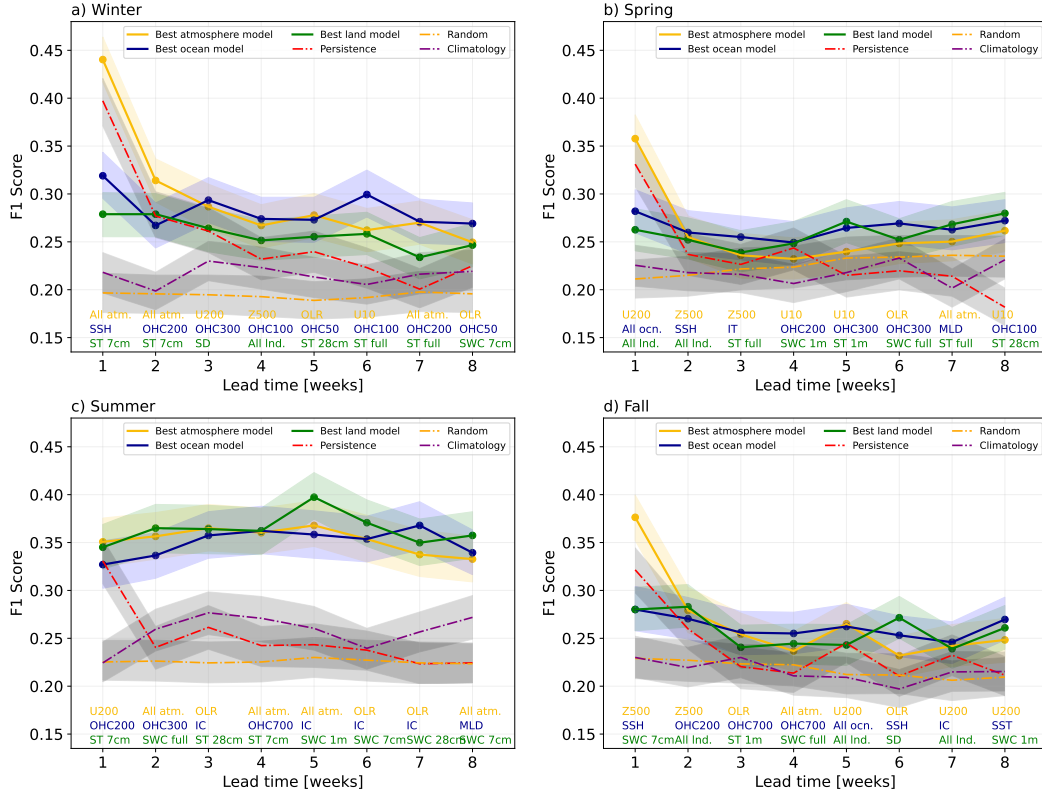 a) Winter
Best atmosphere model
Best ocean model
Best land model
Persistence
Random
Climatology
F1 Score
0.45
0.40
0.35
0.30
0.25
0.20
0.15
All atm. All atm. U200 Z500 OLR U10 All atm. OLR
SSH OHC200 OHC300 OHC100 OHC50 OHC100 OHC200 OHC50
ST 7cm ST 7cm SD All lnd. ST 28cm ST full ST full SWC 7cm
1 2 3 4 5 6 7 8
Lead time [weeks]
b) Spring
Best atmosphere model
Best ocean model
Best land model
Persistence
Random
Climatology
F1 Score
0.45
0.40
0.35
0.30
0.25
0.20
0.15
U200 Z500 Z500 U10 U10 OLR All atm. U10
All ocn. SSH IT OHC200 OHC300 OHC300 MLD OHC100
All lnd. All lnd. ST full SWC 1m ST 1m SWC full ST full ST 28cm
1 2 3 4 5 6 7 8
Lead time [weeks]
c) Summer
Best atmosphere model
Best ocean model
Best land model
Persistence
Random
Climatology
F1 Score
0.45
0.40
0.35
0.30
0.25
0.20
0.15
U200 All atm. OLR All atm. All atm. OLR OLR All atm.
OHC200 OHC300 IC OHC700 IC IC IC MLD
ST 7cm SWC full ST 28cm ST 7cm SWC 1m SWC 7cm SWC 28cm SWC 7cm
1 2 3 4 5 6 7 8
Lead time [weeks]
d) Fall
Best atmosphere model
Best ocean model
Best land model
Persistence
Random
Climatology
F1 Score
0.45
0.40
0.35
0.30
0.25
0.20
0.15
Z500 Z500 OLR All atm. U200 OLR U200 U200
SSH OHC200 OHC700 OHC700 All ocn. SSH IC SST
SWC 7cm All lnd. ST 1m SWC full All lnd. SD All lnd. SWC 1m
1 2 3 4 5 6 7 8
Lead time [weeks]